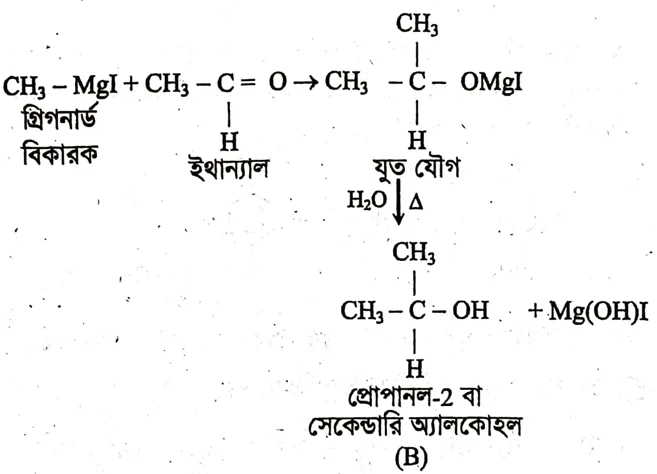 CH₃
|
CH₃ – MgI + CH₃ – C = O → CH₃ – C – OMgI
| |
H H
গ্রিগনার্ড
বিকারক
ইথান্যাল
যুত যৌগ
H₂O ↓ Δ
CH₃
|
CH₃ – C – OH + Mg(OH)I
|
H
প্রোপানল-2 বা
সেকেন্ডারি অ্যালকোহল
(B)